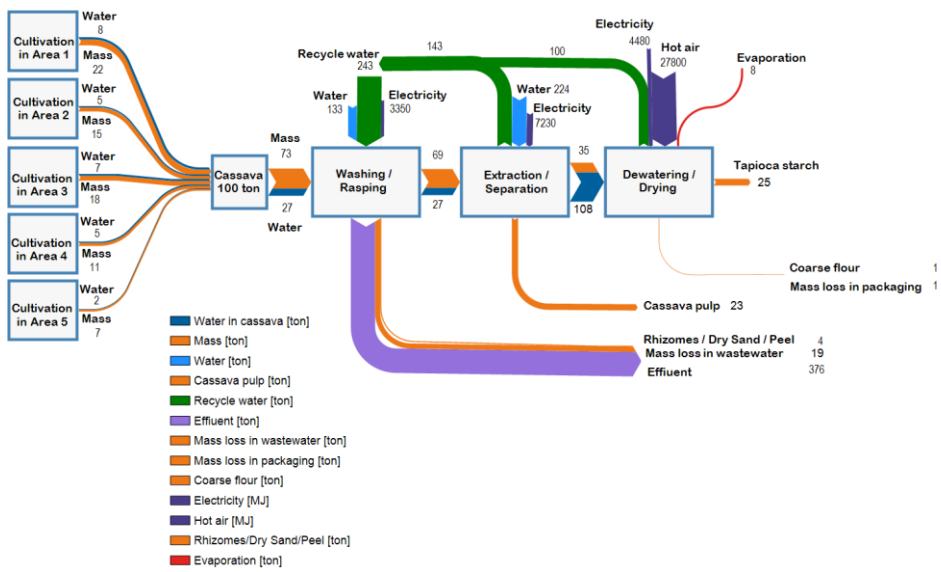 Water
8
Cultivation
in Area 1
Mass
22
Water
5
Cultivation
in Area 2
Mass
15
Water
7
Cultivation
in Area 3
Mass
18
Water
5
Cultivation
in Area 4
Mass
11
Water
2
Cultivation
in Area 5
Mass
7
Cassava
100 ton
Mass
73
27
Water
Recycle water
243
143
100
Water
133
Electricity
3350
Washing /
Rasping
69
27
Water 224
Electricity
7230
Extraction /
Separation
35
108
Electricity
4480
Hot air
27800
Evaporation
8
Dewatering /
Drying
Tapioca starch
25
Coarse flour 1
Mass loss in packaging 1
Cassava pulp 23
Rhizomes / Dry Sand / Peel 4
Mass loss in wastewater 19
Effiuent 376
Water in cassava [ton]
Mass [ton]
Water [ton]
Cassava pulp [ton]
Recycle water [ton]
Effiuent [ton]
Mass loss in wastewater [ton]
Mass loss in packaging [ton]
Coarse flour [ton]
Electricity [MJ]
Hot air [MJ]
Rhizomes/Dry Sand/Peel [ton]
Evaporation [ton]